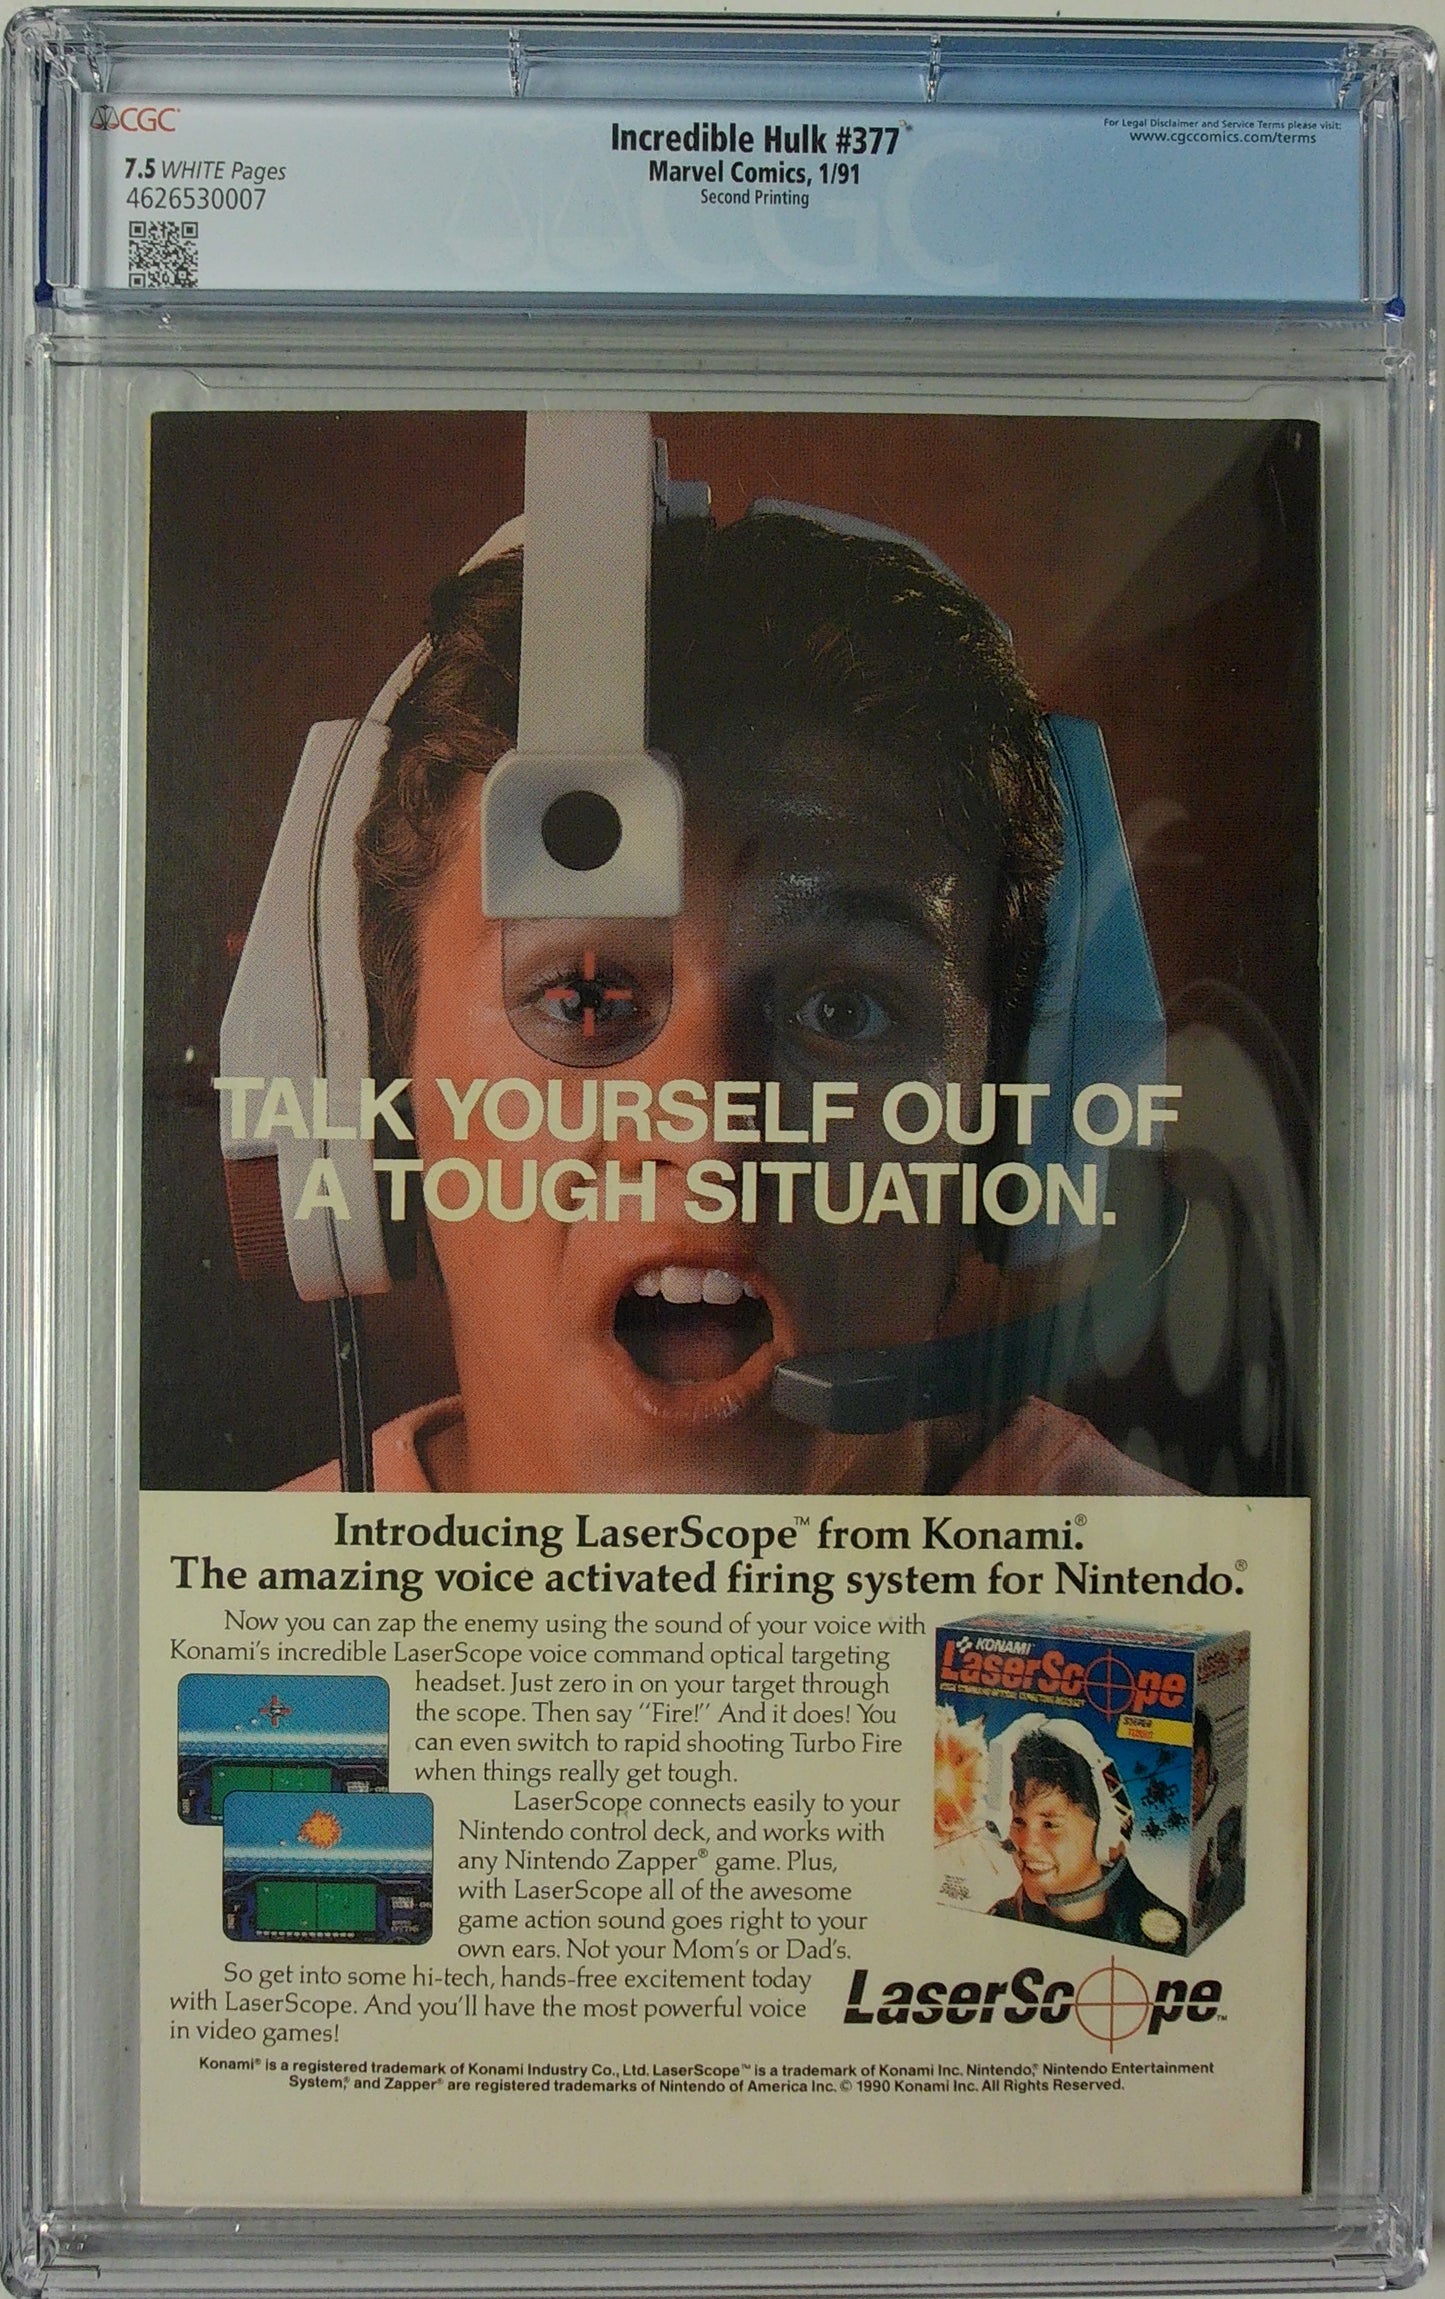 CGC
7.5 WHITE Pages
4626530007
Incredible Hulk #377
Marvel Comics, 1/91
Second Printing
For Legal Disclaimer and Service Terms please visit:
www.cgccomics.com/terms
TALK YOURSELF OUT OF
A TOUGH SITUATION.
Introducing LaserScope™ from Konami.®
The amazing voice activated firing system for Nintendo.®
Now you can zap the enemy using the sound of your voice with
Konami's incredible LaserScope voice command optical targeting
headset. Just zero in on your target through
the scope. Then say "Fire!" And it does! You
can even switch to rapid shooting Turbo Fire
when things really get tough.
LaserScope connects easily to your
Nintendo control deck, and works with
any Nintendo Zapper® game. Plus,
with LaserScope all of the awesome
game action sound goes right to your
own ears. Not your Mom's or Dad's.
So get into some hi-tech, hands-free excitement today
with LaserScope. And you'll have the most powerful voice
in video games!
KONAMI
LaserScope
VOICE COMMAND OPTICAL TARGETING HEADSET
LaserScope™
Konami® is a registered trademark of Konami Industry Co., Ltd. LaserScope™ is a trademark of Konami Inc. Nintendo,® Nintendo Entertainment
System,® and Zapper® are registered trademarks of Nintendo of America Inc. © 1990 Konami Inc. All Rights Reserved.